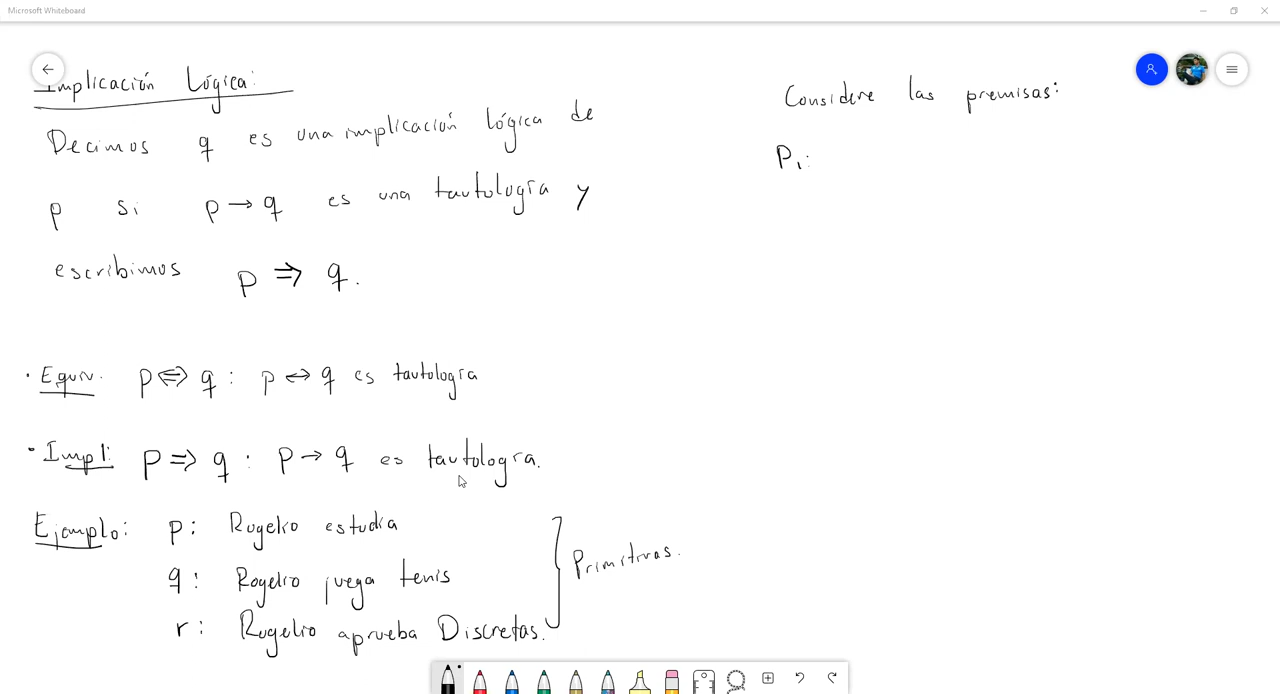 Microsoft Whiteboard
Implicación Lógica:
Decimos q es una implicación lógica de
p si p → q es una tautología y
escribimos p ⇒ q.
· Equiv. p ⇔ q : p ↔ q es tautología
· Impl: p ⇒ q : p → q es tautología.
Ejemplo: p: Rogelio estudia
q: Rogelio juega tenis
r: Rogelio aprueba Discretas.
Primitivas.
Considere las premisas:
P₁: